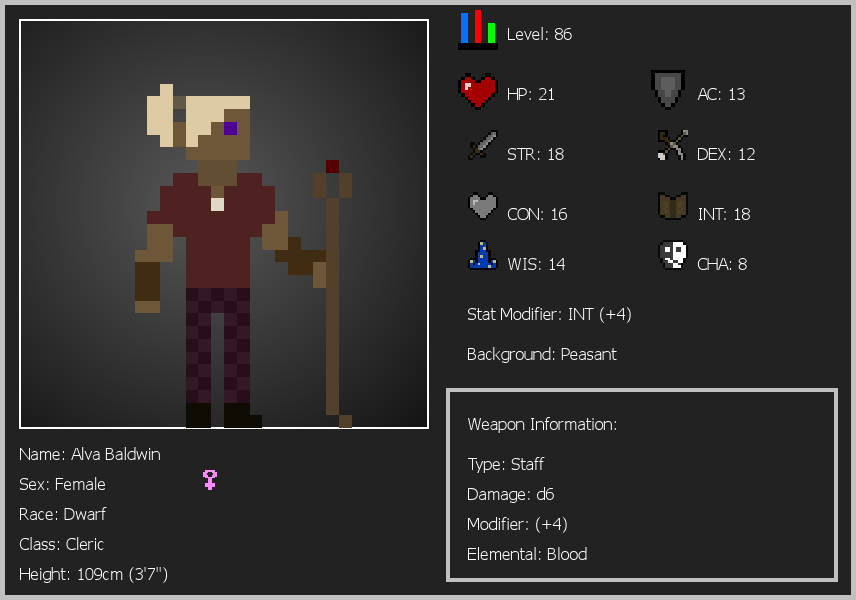 Level: 86
HP: 21
AC: 13
STR: 18
DEX: 12
CON: 16
INT: 18
WIS: 14
CHA: 8
Stat Modifier: INT (+4)
Background: Peasant
Weapon Information:
Type: Staff
Damage: d6
Modifier: (+4)
Elemental: Blood
Name: Alva Baldwin
Sex: Female
Race: Dwarf
Class: Cleric
Height: 109cm (3'7")